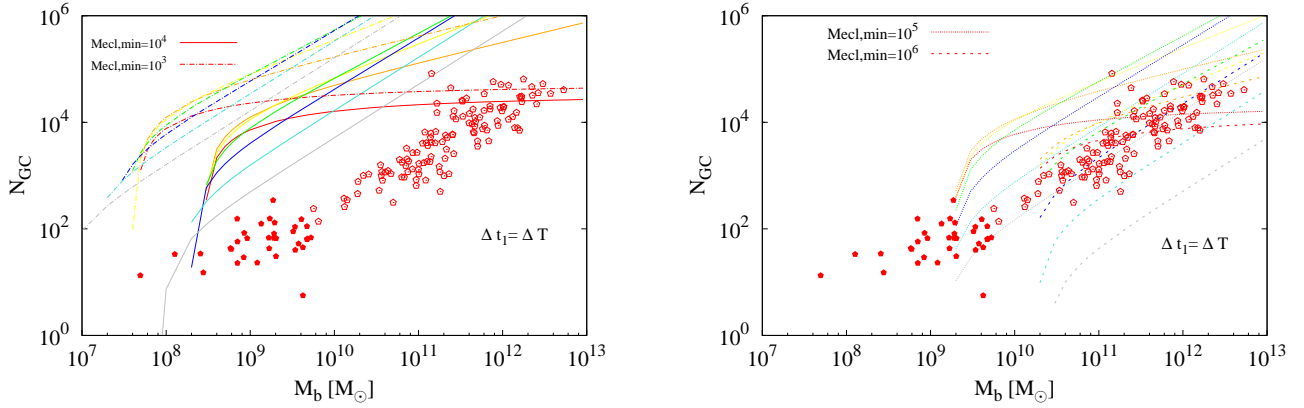 10^6
10^4
10^2
10^0
N_GC
Mecl,min=10^4
Mecl,min=10^3
Δ t_1= Δ T
10^7 10^8 10^9 10^10 10^11 10^12 10^13
M_b [M_⊙]
10^6
10^4
10^2
10^0
N_GC
Mecl,min=10^5
Mecl,min=10^6
Δ t_1= Δ T
10^7 10^8 10^9 10^10 10^11 10^12 10^13
M_b [M_⊙]